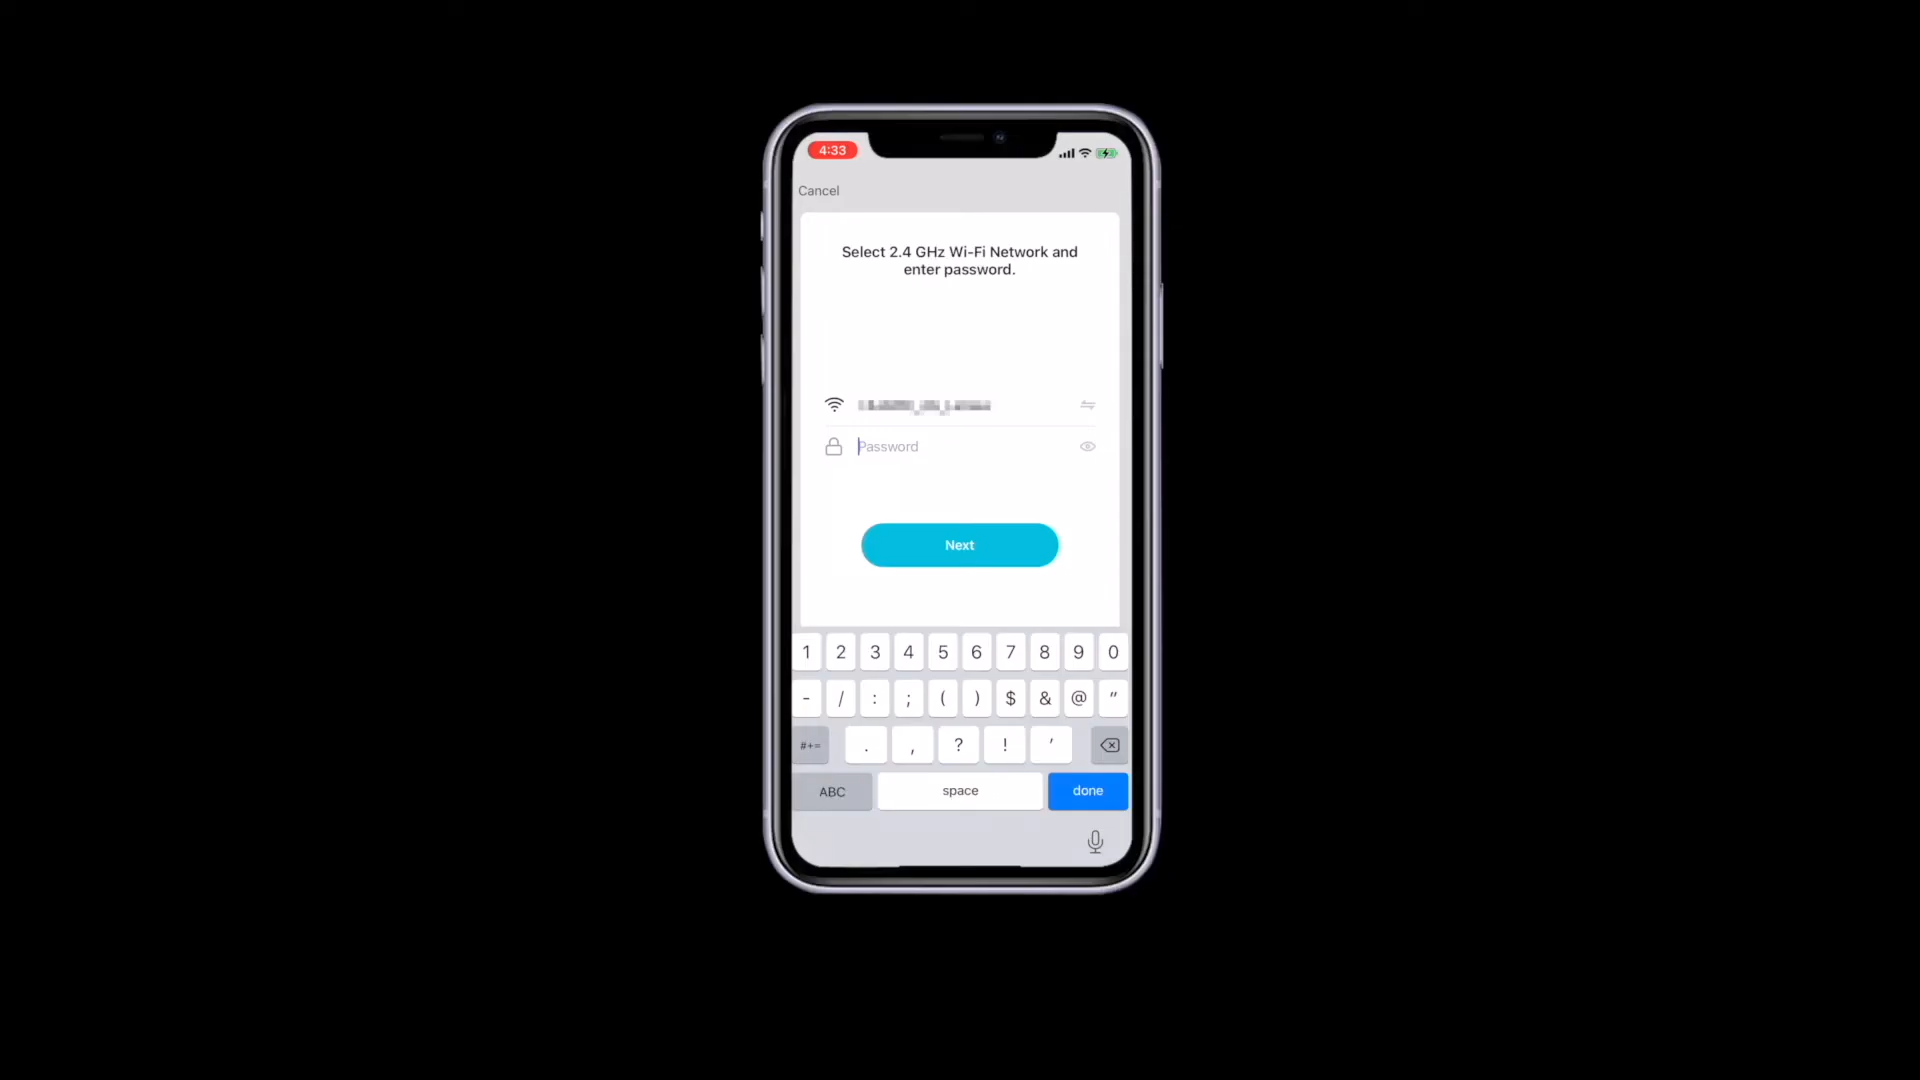 4:33
Cancel
Select 2.4 GHz Wi-Fi Network and
enter password.
Password
Next
1 2 3 4 5 6 7 8 9 0
- / : ; ( ) $ & @ "
#+= . , ? ! '
ABC space done